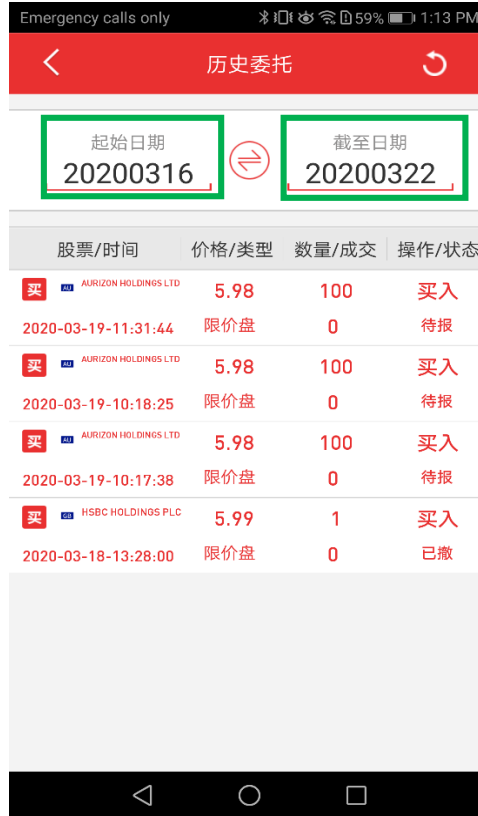 Emergency calls only 59% 1:13 PM
历史委托
起始日期 截至日期
20200316 20200322
股票/时间 价格/类型 数量/成交 操作/状态
买 AU AURIZON HOLDINGS LTD 5.98 100 买入
2020-03-19-11:31:44 限价盘 0 待报
买 AU AURIZON HOLDINGS LTD 5.98 100 买入
2020-03-19-10:18:25 限价盘 0 待报
买 AU AURIZON HOLDINGS LTD 5.98 100 买入
2020-03-19-10:17:38 限价盘 0 待报
买 GB HSBC HOLDINGS PLC 5.99 1 买入
2020-03-18-13:28:00 限价盘 0 已撤